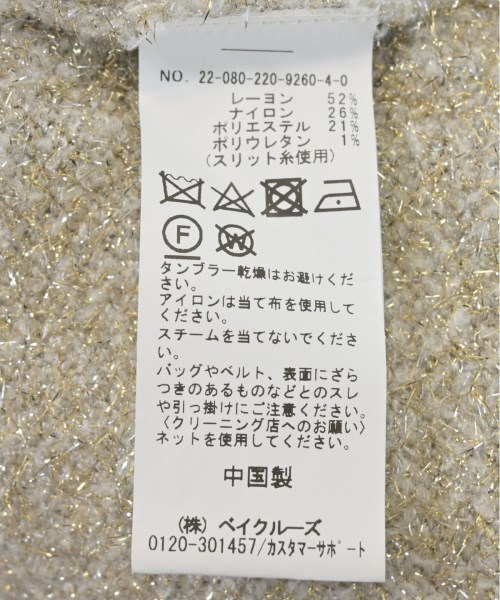 NO. 22-080-220-9260-4-0
レーヨン 52%
ナイロン 26%
ポリエステル 21%
ポリウレタン 1%
(スリット糸使用)
F
W
タンブラー乾燥はお避けくだ
さい。
アイロンは当て布を使用して
ください。
スチームを当てないでくださ
い。
バッグやベルト、表面にざら
つきのあるものなどとのスレ
や引っ掛けにご注意ください。
〈クリーニング店へのお願い〉
ネットを使用してください。
中国製
(株) ベイクルーズ
0120-301457/カスタマーサポート